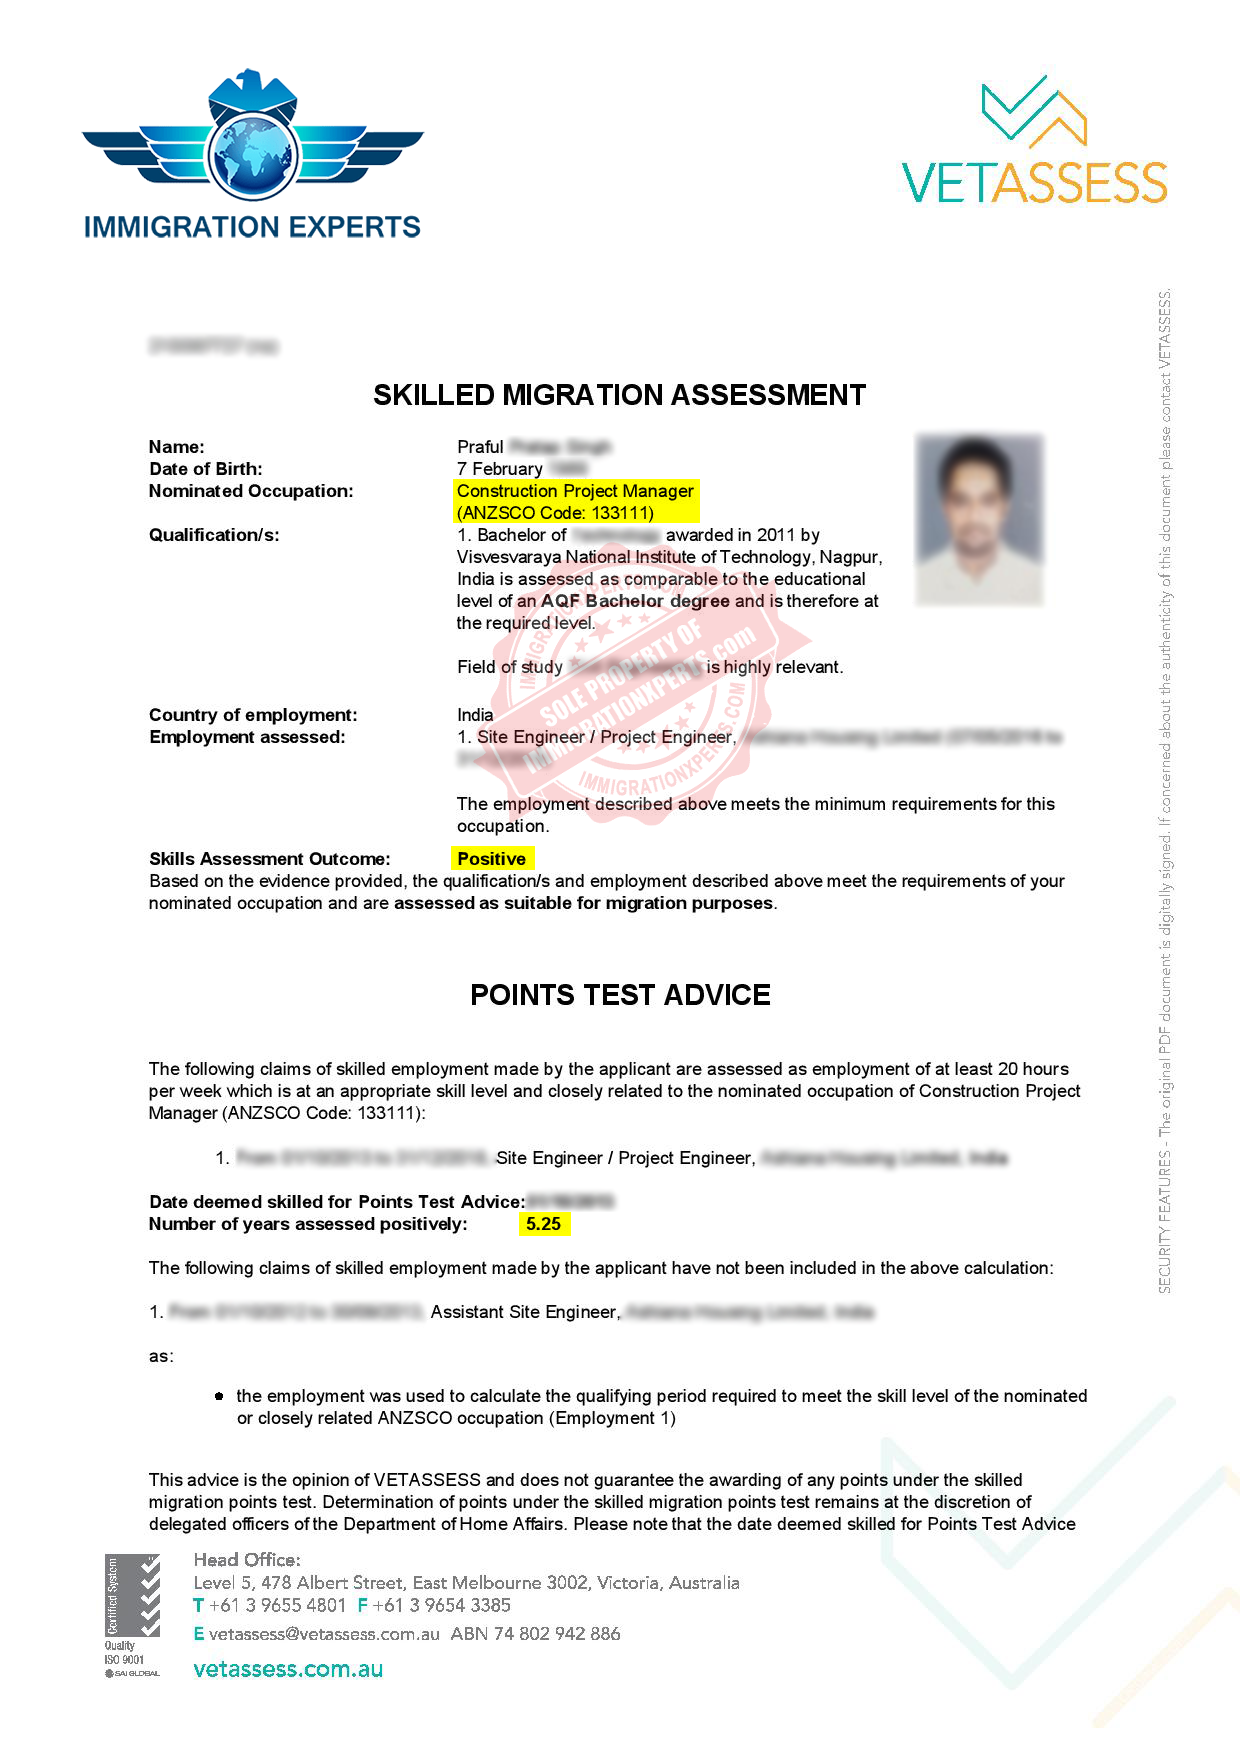 IMMIGRATION EXPERTS
VETASSESS
SKILLED MIGRATION ASSESSMENT
Name: Praful
Date of Birth: 7 February
Nominated Occupation: Construction Project Manager
(ANZSCO Code: 133111)
Qualification/s: 1. Bachelor of awarded in 2011 by
Visvesvaraya National Institute of Technology, Nagpur,
India is assessed as comparable to the educational
level of an AQF Bachelor degree and is therefore at
the required level.
Field of study is highly relevant.
Country of employment: India
Employment assessed: 1. Site Engineer / Project Engineer,
The employment described above meets the minimum requirements for this
occupation.
IMMIGRATIONXPERTS.COM
SOLE PROPERTY OF
IMMIGRATIONXPERTS.com
IMMIGRATIONXPERTS.COM
Skills Assessment Outcome: Positive
Based on the evidence provided, the qualification/s and employment described above meet the requirements of your
nominated occupation and are assessed as suitable for migration purposes.
POINTS TEST ADVICE
The following claims of skilled employment made by the applicant are assessed as employment of at least 20 hours
per week which is at an appropriate skill level and closely related to the nominated occupation of Construction Project
Manager (ANZSCO Code: 133111):
1. Site Engineer / Project Engineer,
Date deemed skilled for Points Test Advice:
Number of years assessed positively: 5.25
The following claims of skilled employment made by the applicant have not been included in the above calculation:
1. Assistant Site Engineer,
as:
• the employment was used to calculate the qualifying period required to meet the skill level of the nominated
or closely related ANZSCO occupation (Employment 1)
This advice is the opinion of VETASSESS and does not guarantee the awarding of any points under the skilled
migration points test. Determination of points under the skilled migration points test remains at the discretion of
delegated officers of the Department of Home Affairs. Please note that the date deemed skilled for Points Test Advice
SECURITY FEATURES - The original PDF document is digitally signed. If concerned about the authenticity of this document please contact VETASSESS.
Certified System
Quality
ISO 9001
SAI GLOBAL
Head Office:
Level 5, 478 Albert Street, East Melbourne 3002, Victoria, Australia
T +61 3 9655 4801 F +61 3 9654 3385
E vetassess@vetassess.com.au ABN 74 802 942 886
vetassess.com.au